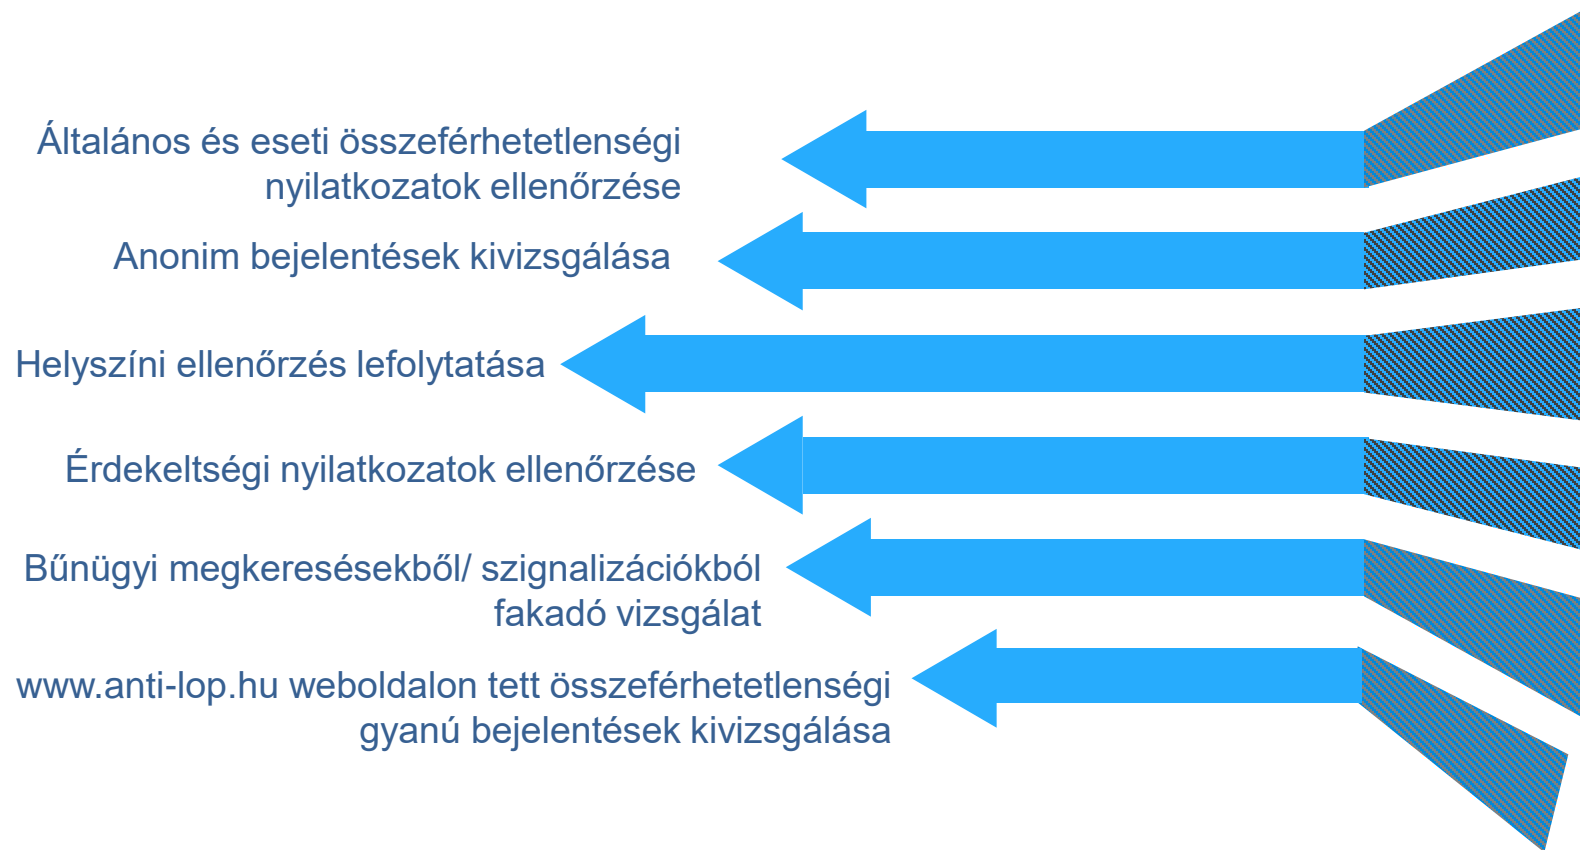 Általános és eseti összeférhetetlenségi
nyilatkozatok ellenőrzése
Anonim bejelentések kivizsgálása
Helyszíni ellenőrzés lefolytatása
Érdekeltségi nyilatkozatok ellenőrzése
Bűnügyi megkeresésekből/ szignalizációkból
fakadó vizsgálat
www.anti-lop.hu weboldalon tett összeférhetetlenségi
gyanú bejelentések kivizsgálása